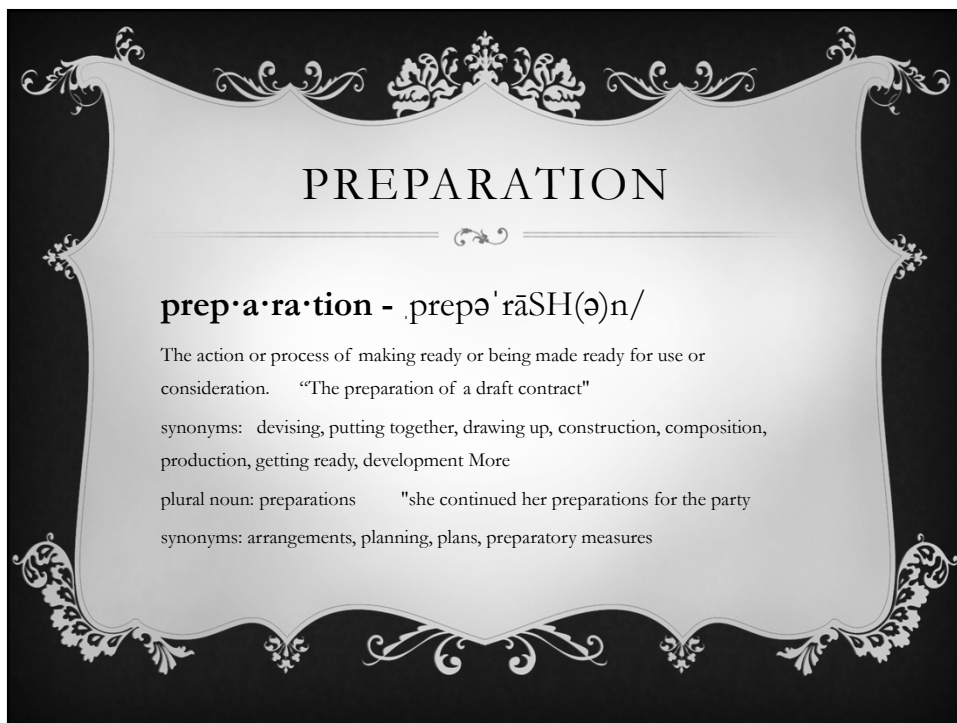 PREPARATION
prep·a·ra·tion - ˌprepəˈrāSH(ə)n/
The action or process of making ready or being made ready for use or
consideration. “The preparation of a draft contract"
synonyms: devising, putting together, drawing up, construction, composition,
production, getting ready, development More
plural noun: preparations "she continued her preparations for the party
synonyms: arrangements, planning, plans, preparatory measures